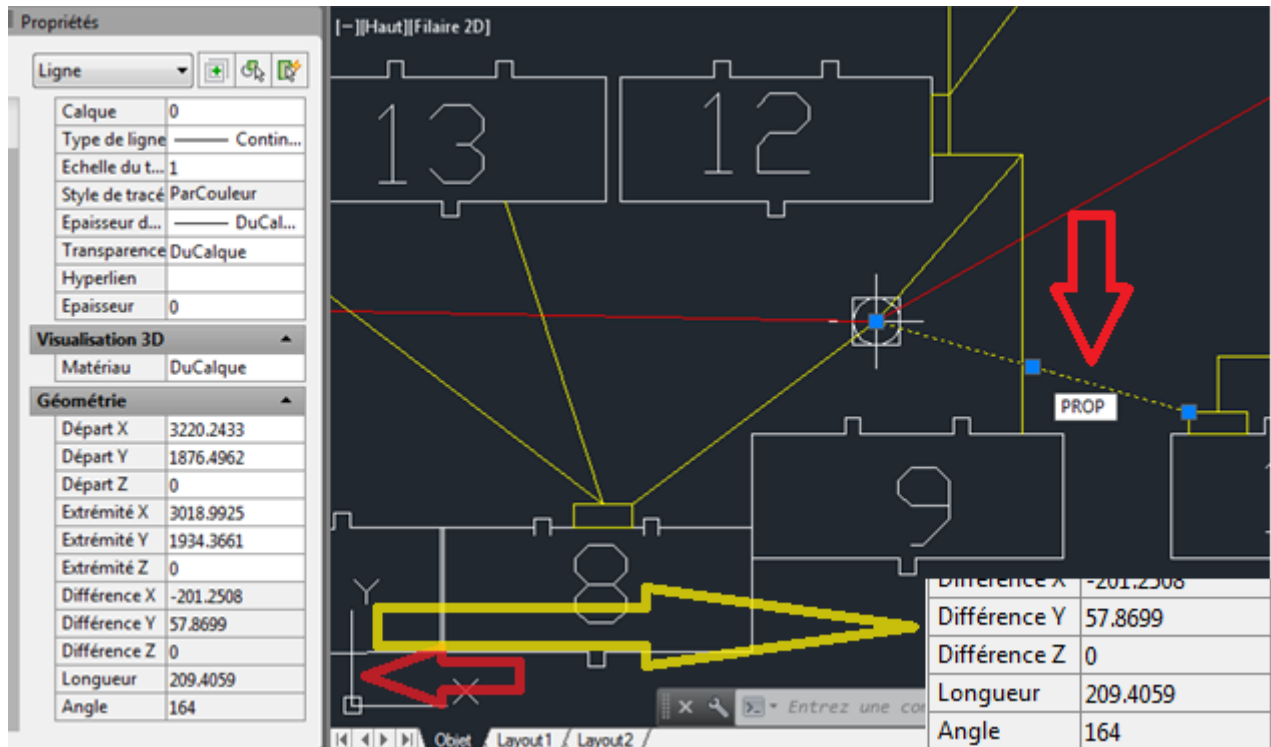 Propriétés
Ligne
Calque 0
Type de ligne Contin...
Echelle du t... 1
Style de tracé ParCouleur
Epaisseur d... DuCal...
Transparence DuCalque
Hyperlien
Epaisseur 0
Visualisation 3D
Matériau DuCalque
Géométrie
Départ X 3220.2433
Départ Y 1876.4962
Départ Z 0
Extrémité X 3018.9925
Extrémité Y 1934.3661
Extrémité Z 0
Différence X -201.2508
Différence Y 57.8699
Différence Z 0
Longueur 209.4059
Angle 164
[−][Haut][Filaire 2D]
13
12
PROP
9
8
Y
X
Entrez une co
Objet Layout1 Layout2
Différence X -201.2508
Différence Y 57.8699
Différence Z 0
Longueur 209.4059
Angle 164